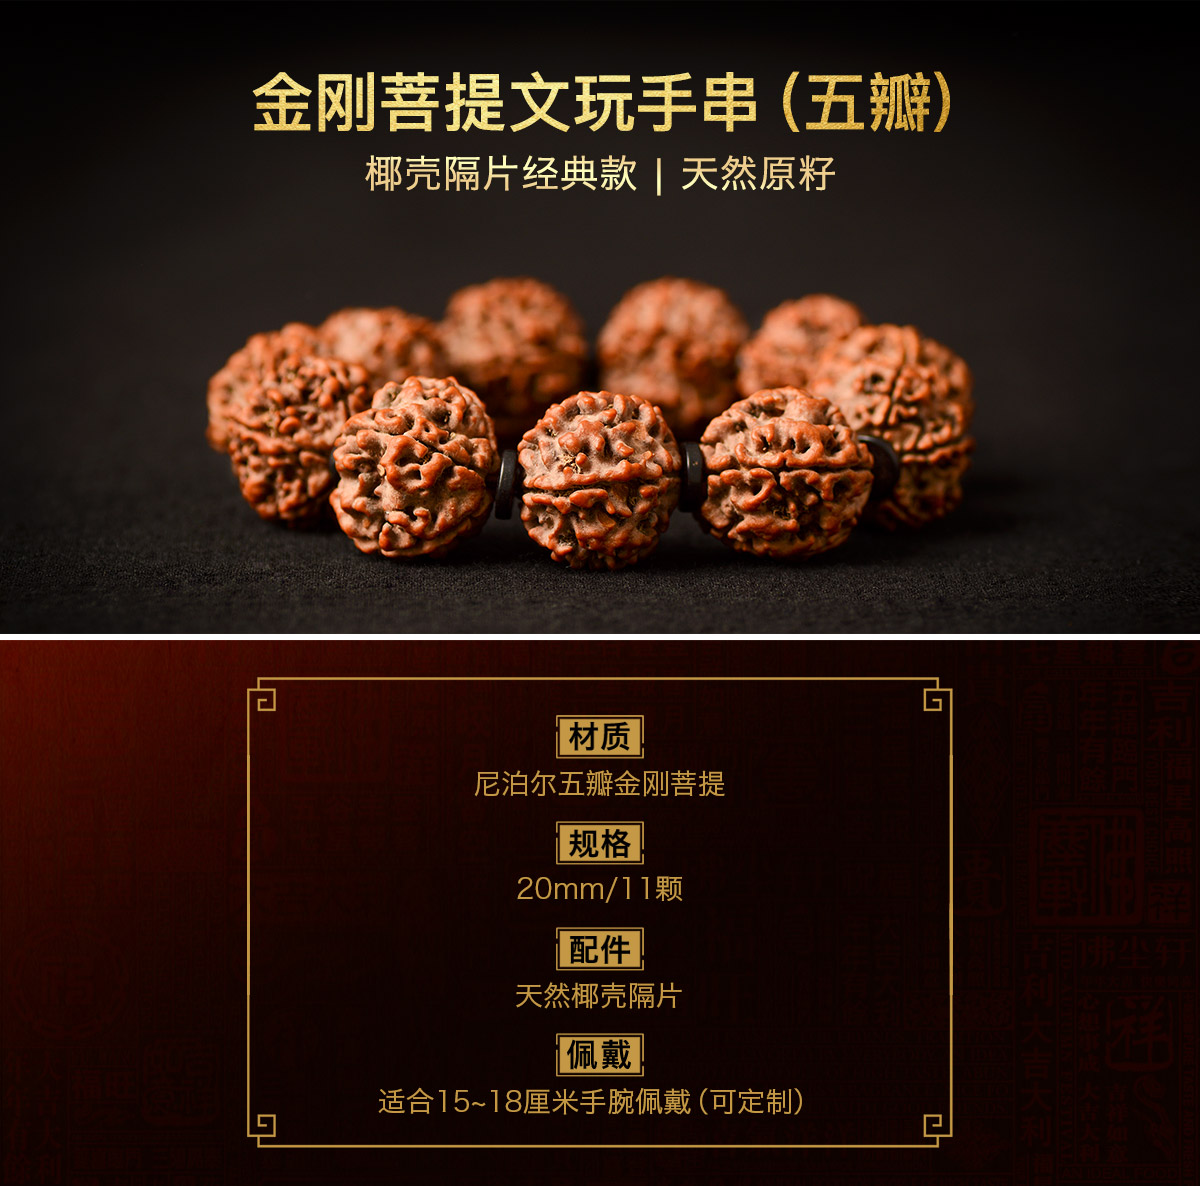 金刚菩提文玩手串（五瓣）
椰壳隔片经典款 | 天然原籽
材质
尼泊尔五瓣金刚菩提
规格
20mm/11颗
配件
天然椰壳隔片
佩戴
适合15~18厘米手腕佩戴（可定制）